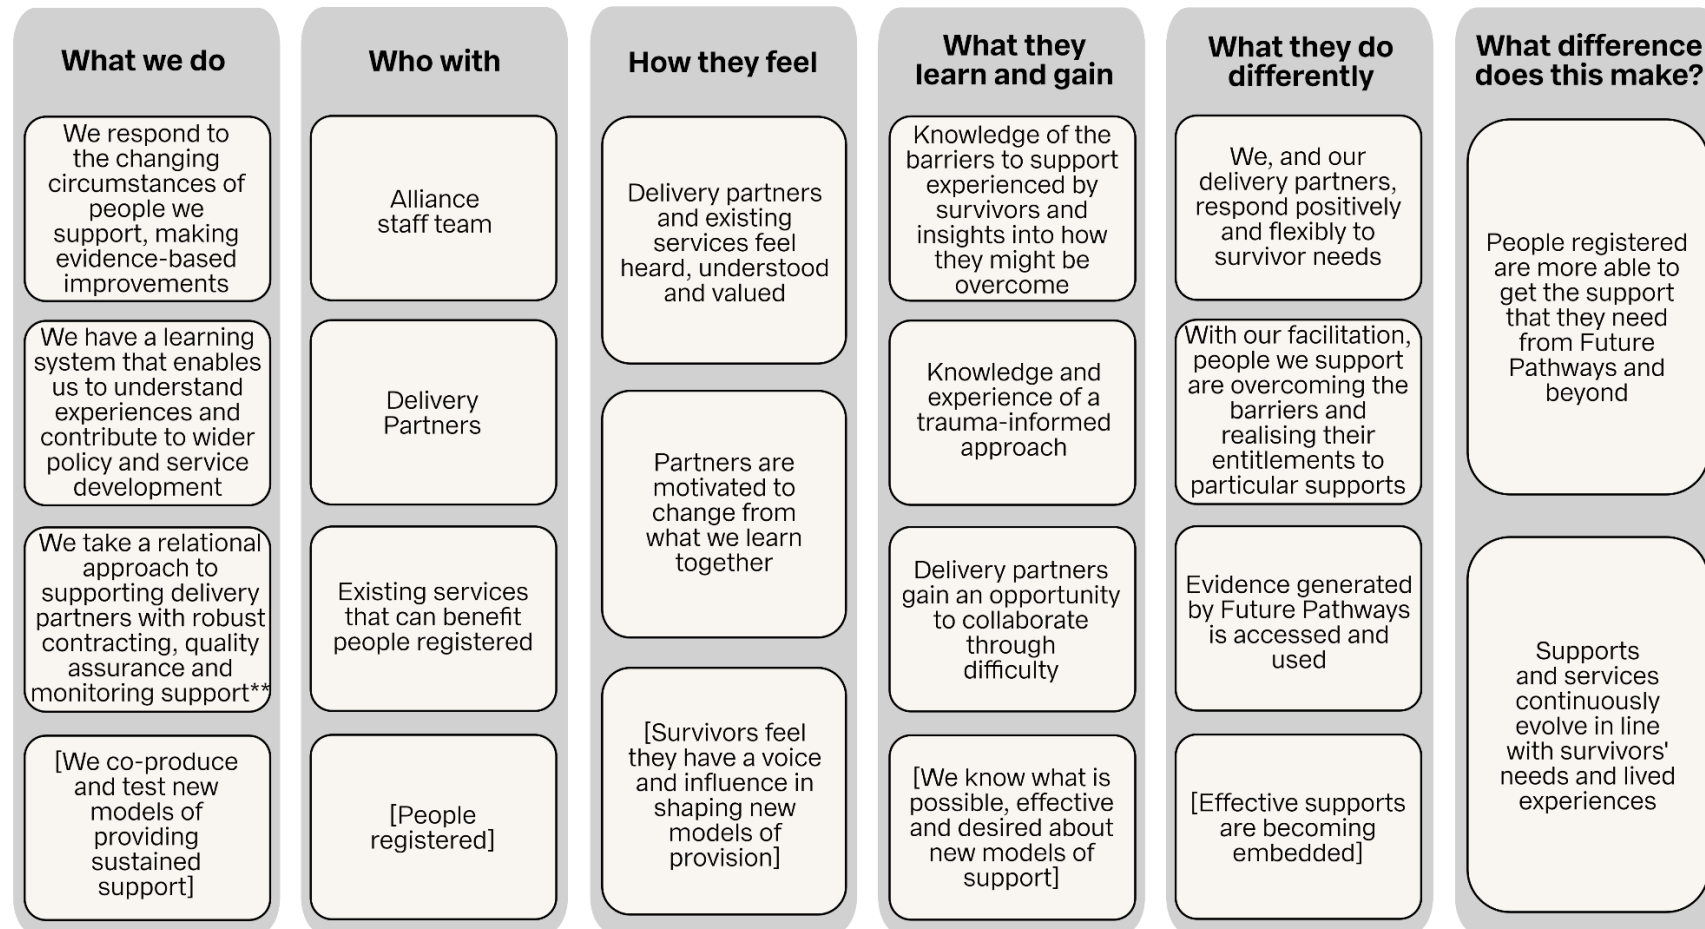 What we do
We respond to
the changing
circumstances of
people we
support, making
evidence-based
improvements
We have a learning
system that enables
us to understand
experiences and
contribute to wider
policy and service
development
We take a relational
approach to
supporting delivery
partners with robust
contracting, quality
assurance and
monitoring support**
[We co-produce
and test new
models of
providing
sustained
support]
Who with
Alliance
staff team
Delivery
Partners
Existing services
that can benefit
people registered
[People
registered]
How they feel
Delivery partners
and existing
services feel
heard, understood
and valued
Partners are
motivated to
change from
what we learn
together
[Survivors feel
they have a voice
and influence in
shaping new
models of
provision]
What they
learn and gain
Knowledge of the
barriers to support
experienced by
survivors and
insights into how
they might be
overcome
Knowledge and
experience of a
trauma-informed
approach
Delivery partners
gain an opportunity
to collaborate
through
difficulty
[We know what is
possible, effective
and desired about
new models of
support]
What they do
differently
We, and our
delivery partners,
respond positively
and flexibly to
survivor needs
With our facilitation,
people we support
are overcoming the
barriers and
realising their
entitlements to
particular supports
Evidence generated
by Future Pathways
is accessed and
used
[Effective supports
are becoming
embedded]
What difference
does this make?
People registered
are more able to
get the support
that they need
from Future
Pathways and
beyond
Supports
and services
continuously
evolve in line
with survivors'
needs and lived
experiences